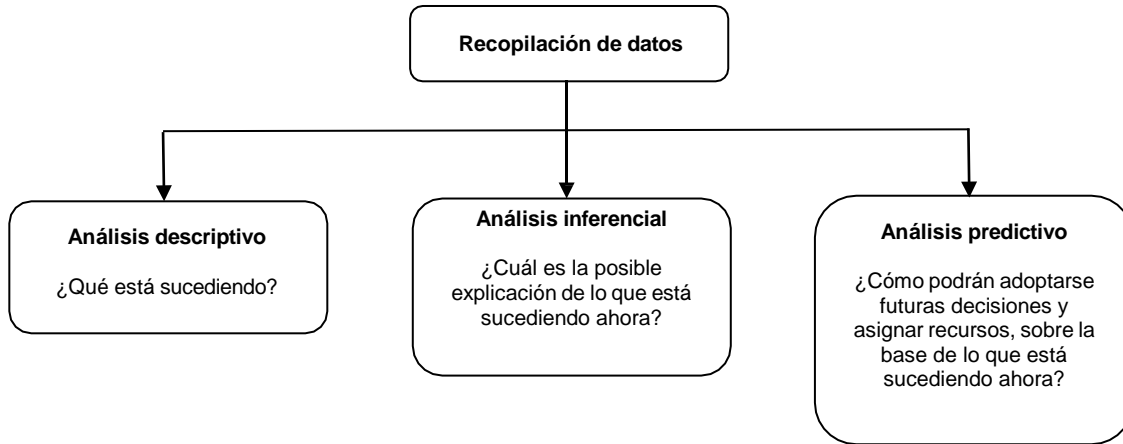 Recopilación de datos
Análisis descriptivo
¿Qué está sucediendo?
Análisis inferencial
¿Cuál es la posible
explicación de lo que está
sucediendo ahora?
Análisis predictivo
¿Cómo podrán adoptarse
futuras decisiones y
asignar recursos, sobre la
base de lo que está
sucediendo ahora?